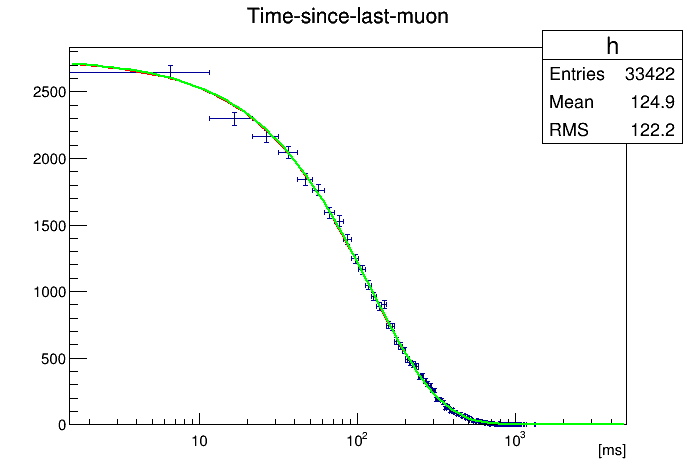 Time-since-last-muon
h
Entries 33422
Mean 124.9
RMS 122.2
2500
2000
1500
1000
500
0
10 10² 10³
[ms]